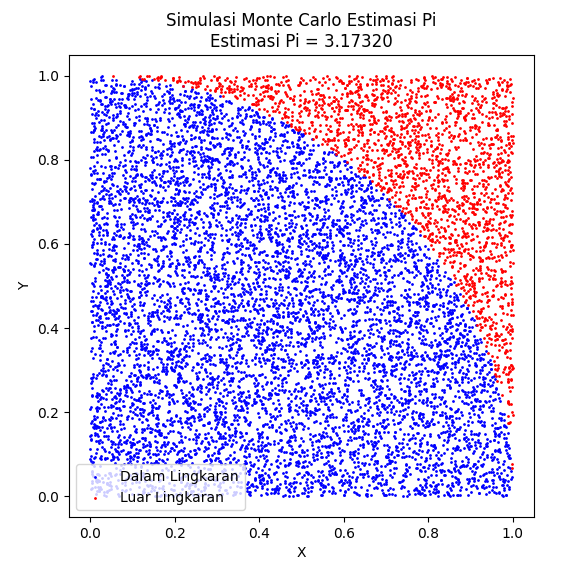 Simulasi Monte Carlo Estimasi Pi
Estimasi Pi = 3.17320
1.0
0.8
0.6
0.4
0.2
0.0
Y
Dalam Lingkaran
Luar Lingkaran
0.0 0.2 0.4 0.6 0.8 1.0
X